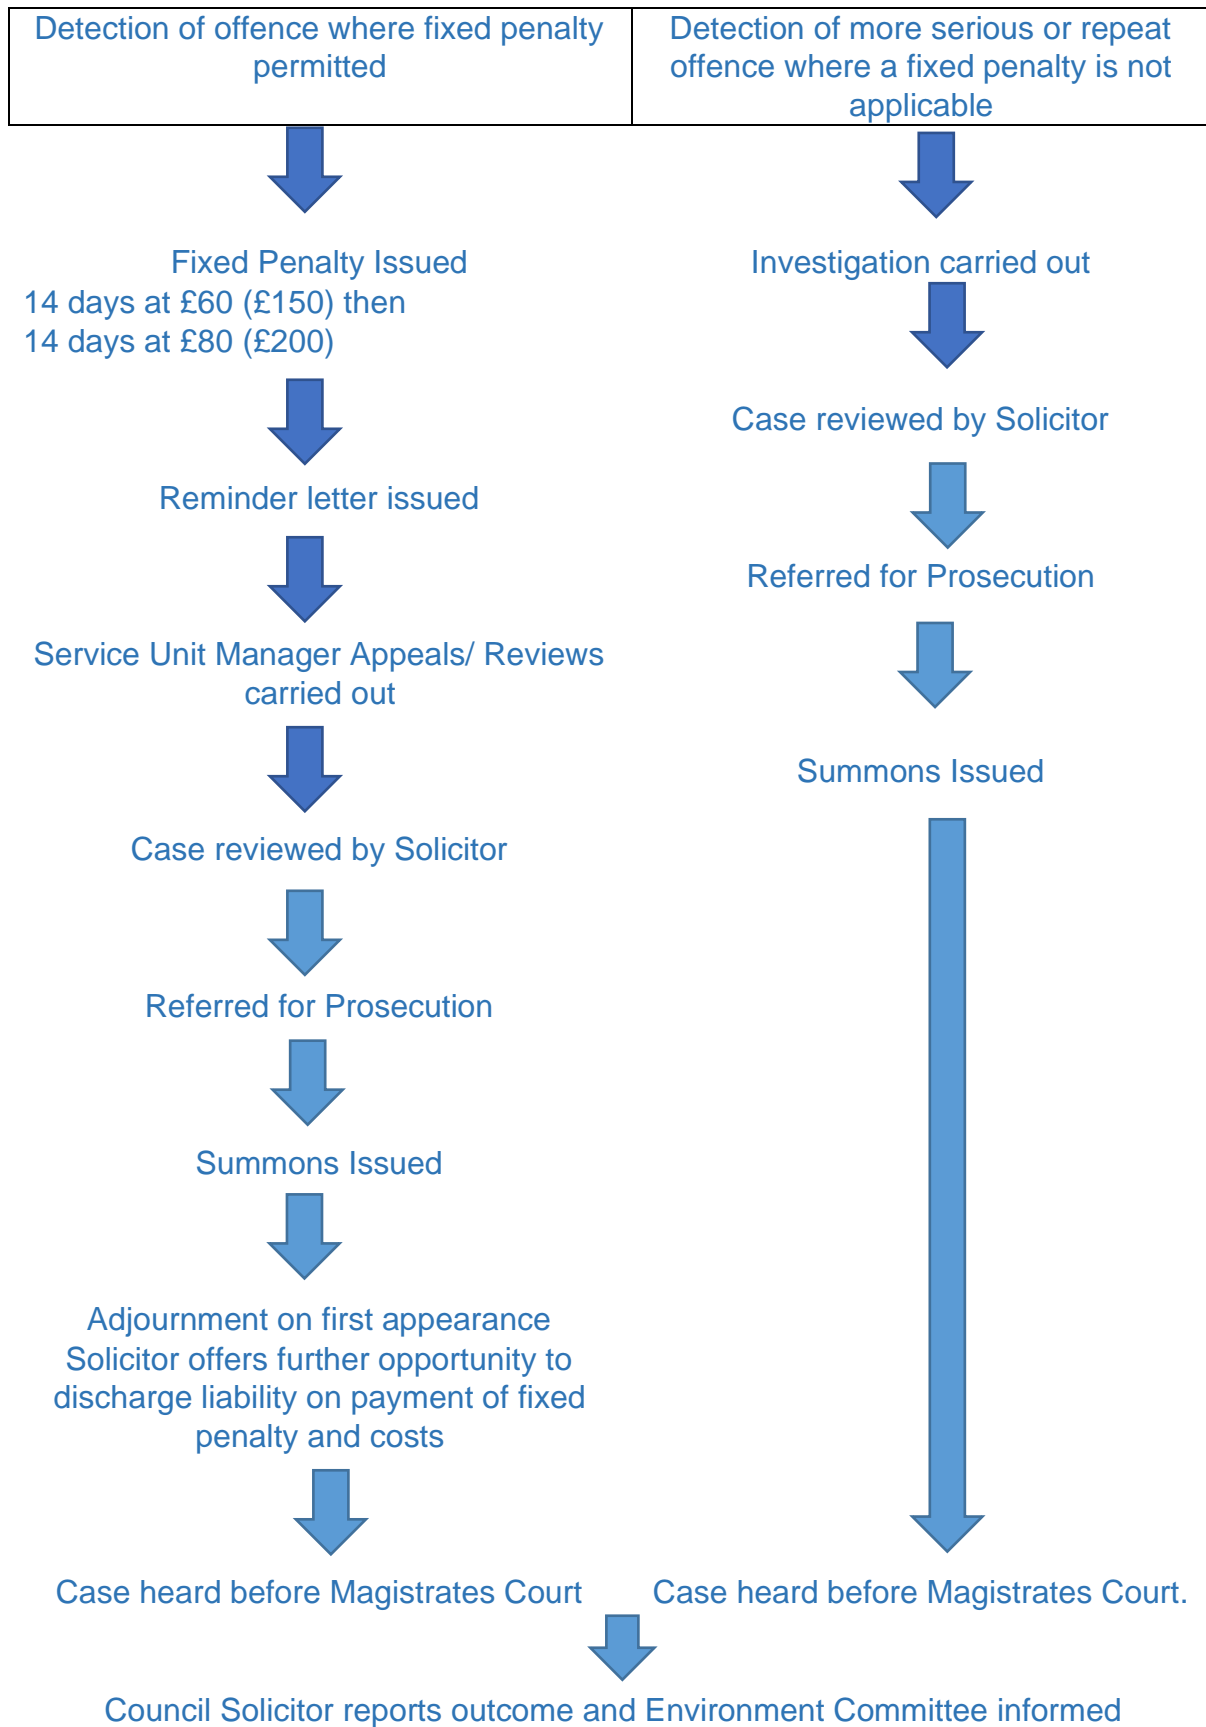 Detection of offence where fixed penalty
permitted
Detection of more serious or repeat
offence where a fixed penalty is not
applicable
Fixed Penalty Issued
14 days at £60 (£150) then
14 days at £80 (£200)
Reminder letter issued
Service Unit Manager Appeals/ Reviews
carried out
Case reviewed by Solicitor
Referred for Prosecution
Summons Issued
Adjournment on first appearance
Solicitor offers further opportunity to
discharge liability on payment of fixed
penalty and costs
Case heard before Magistrates Court
Investigation carried out
Case reviewed by Solicitor
Referred for Prosecution
Summons Issued
Case heard before Magistrates Court.
Council Solicitor reports outcome and Environment Committee informed